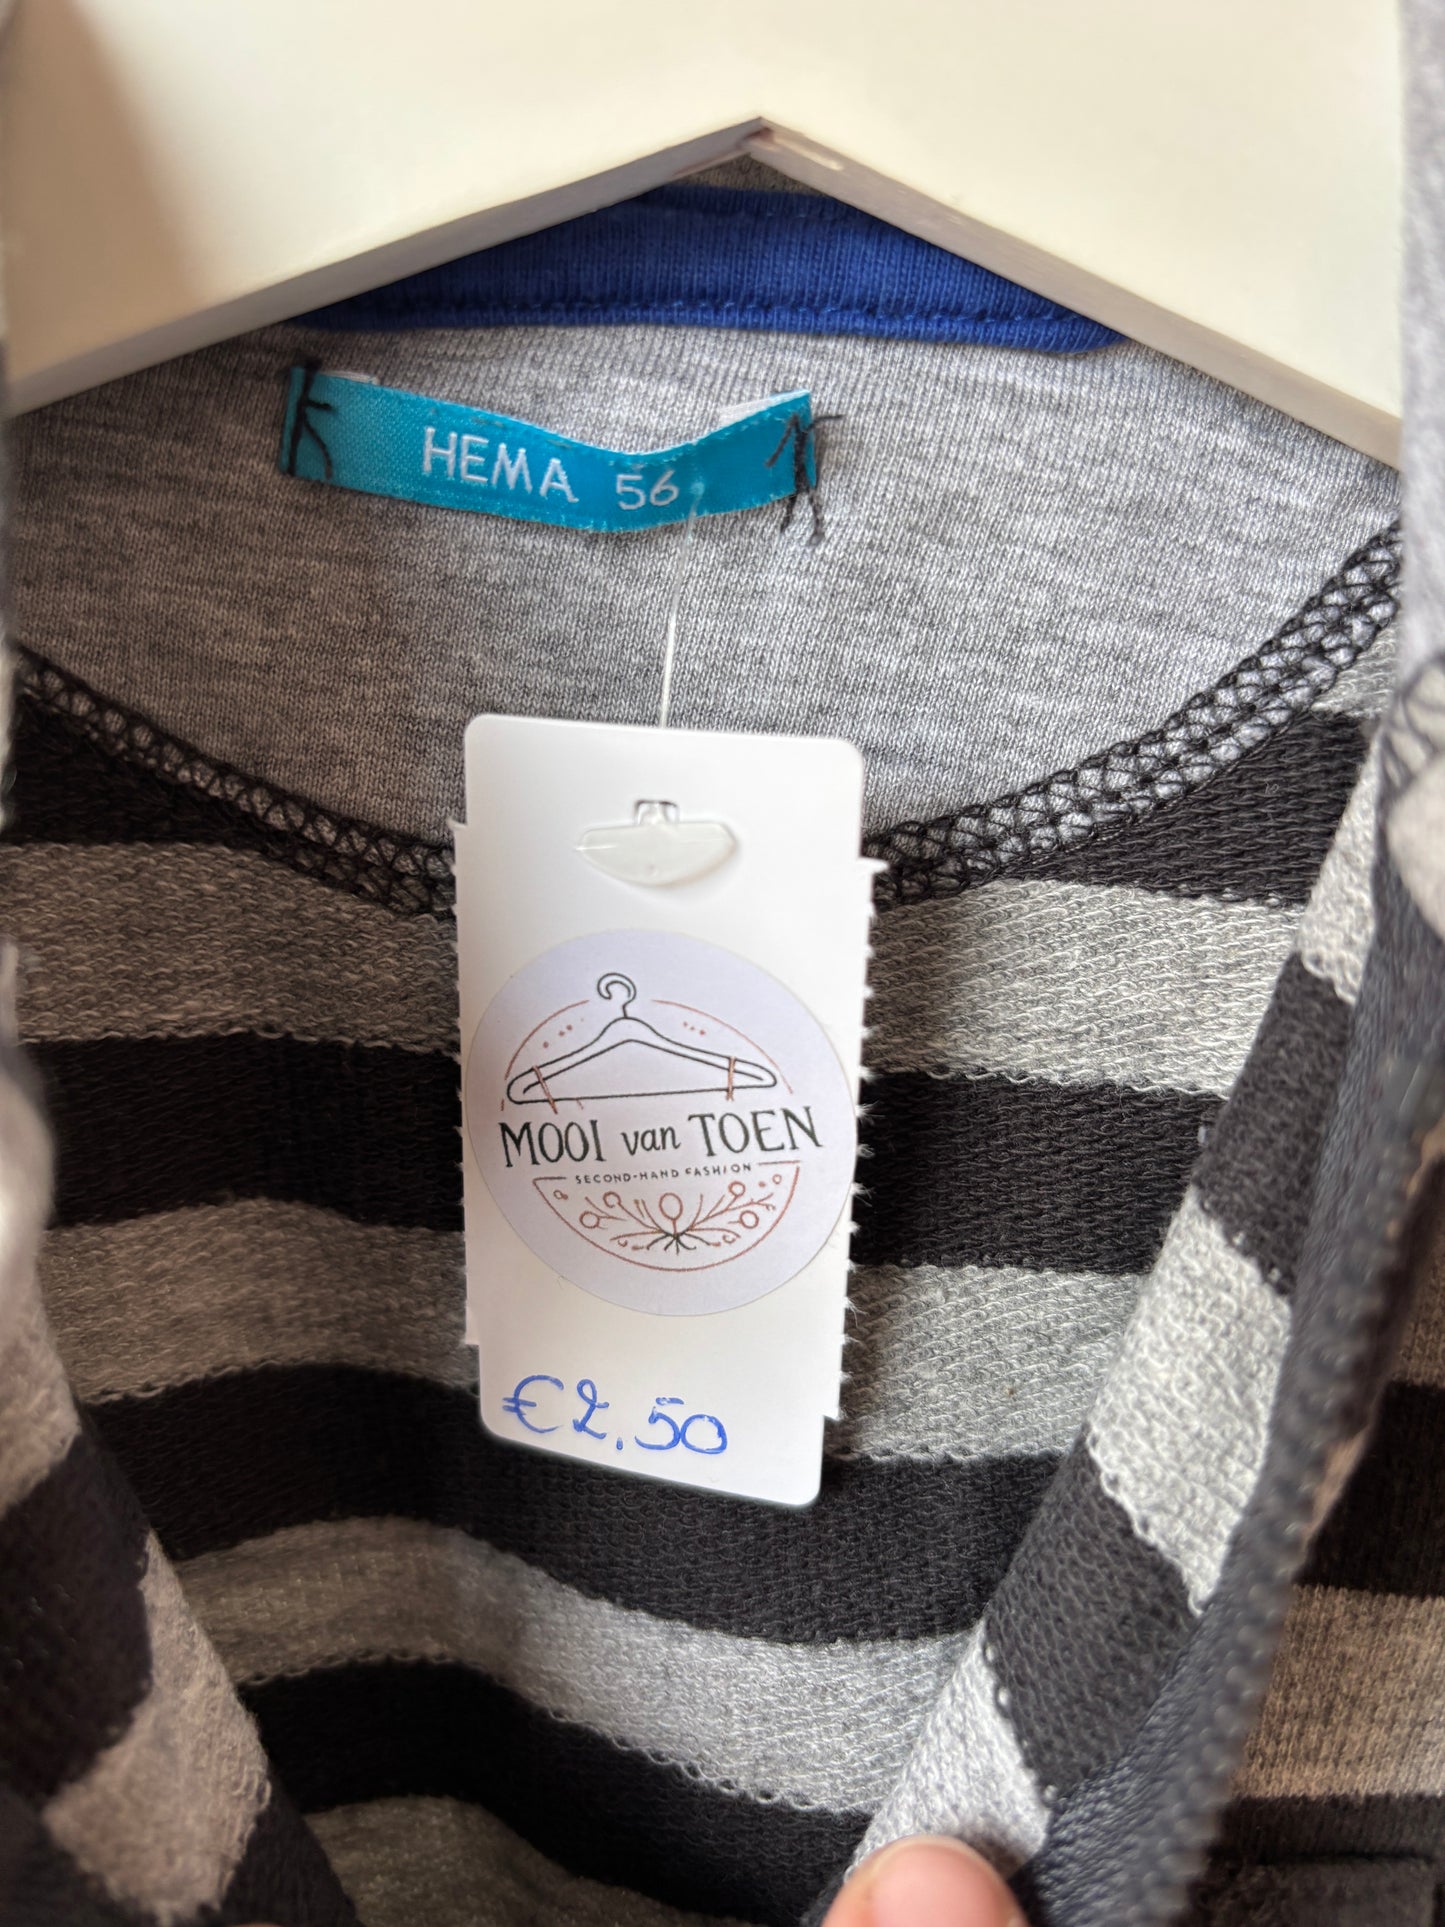 HEMA 56
MOOI van TOEN
SECOND-HAND FASHION
€2,50